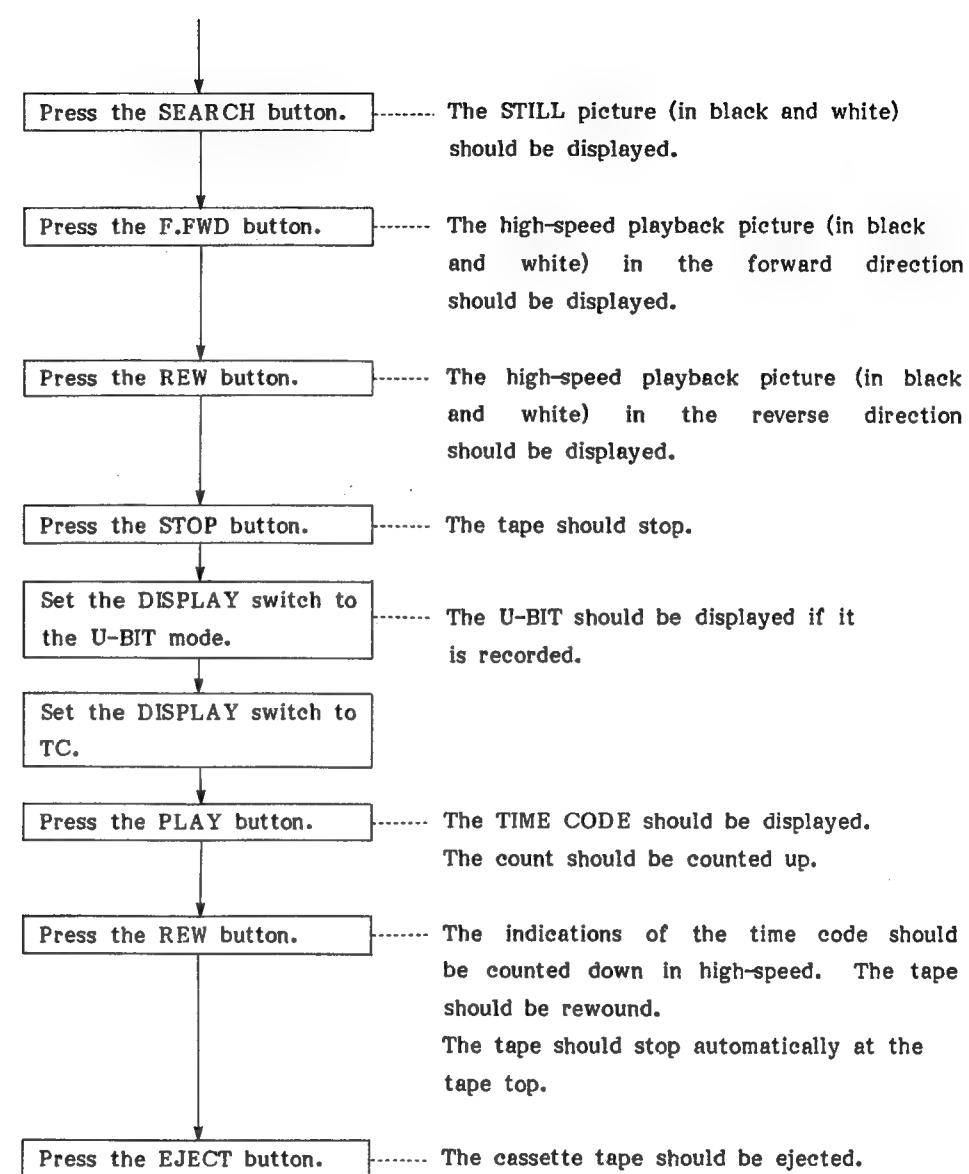 Press the SEARCH button.
The STILL picture (in black and white)
should be displayed.
Press the F.FWD button.
The high-speed playback picture (in black
and white) in the forward direction
should be displayed.
Press the REW button.
The high-speed playback picture (in black
and white) in the reverse direction
should be displayed.
Press the STOP button.
The tape should stop.
Set the DISPLAY switch to
the U-BIT mode.
The U-BIT should be displayed if it
is recorded.
Set the DISPLAY switch to
TC.
Press the PLAY button.
The TIME CODE should be displayed.
The count should be counted up.
Press the REW button.
The indications of the time code should
be counted down in high-speed. The tape
should be rewound.
The tape should stop automatically at the
tape top.
Press the EJECT button.
The cassette tape should be ejected.